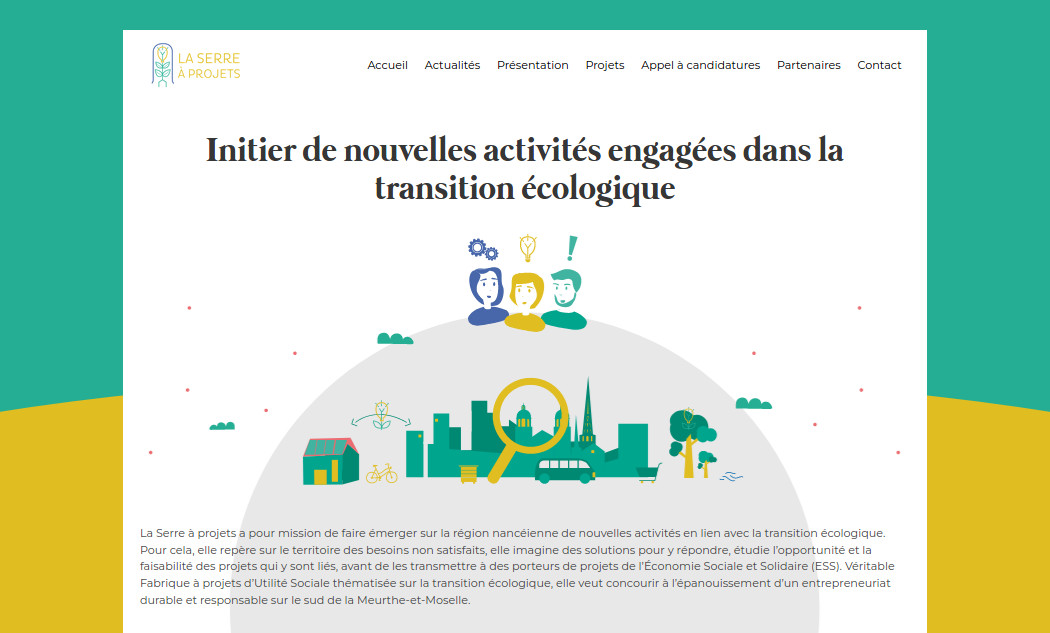 LA SERRE
À PROJETS
Accueil Actualités Présentation Projets Appel à candidatures Partenaires Contact
Initier de nouvelles activités engagées dans la
transition écologique
La Serre à projets a pour mission de faire émerger sur la région nancéienne de nouvelles activités en lien avec la transition écologique.
Pour cela, elle repère sur le territoire des besoins non satisfaits, elle imagine des solutions pour y répondre, étudie l'opportunité et la
faisabilité des projets qui y sont liés, avant de les transmettre à des porteurs de projets de l'Économie Sociale et Solidaire (ESS). Véritable
Fabrique à projets d'Utilité Sociale thématisée sur la transition écologique, elle veut concourir à l'épanouissement d'un entrepreneuriat
durable et responsable sur le sud de la Meurthe-et-Moselle.